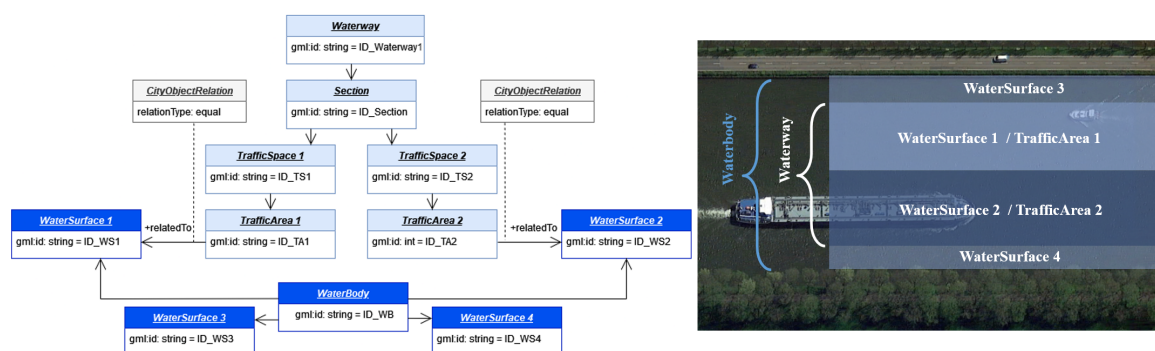 Waterway
gml:id: string = ID_Waterway1
CityObjectRelation
relationType: equal
Section
gml:id: string = ID_Section
CityObjectRelation
relationType: equal
TrafficSpace 1
gml:id: string = ID_TS1
TrafficSpace 2
gml:id: string = ID_TS2
WaterSurface 1
gml:id: string = ID_WS1
+relatedTo
TrafficArea 1
gml:id: string = ID_TA1
TrafficArea 2
gml:id: int = ID_TA2
+relatedTo
WaterSurface 2
gml:id: string = ID_WS2
WaterBody
gml:id: string = ID_WB
WaterSurface 3
gml:id: string = ID_WS3
WaterSurface 4
gml:id: string = ID_WS4
Waterbody
Waterway
WaterSurface 3
WaterSurface 1 / TrafficArea 1
WaterSurface 2 / TrafficArea 2
WaterSurface 4